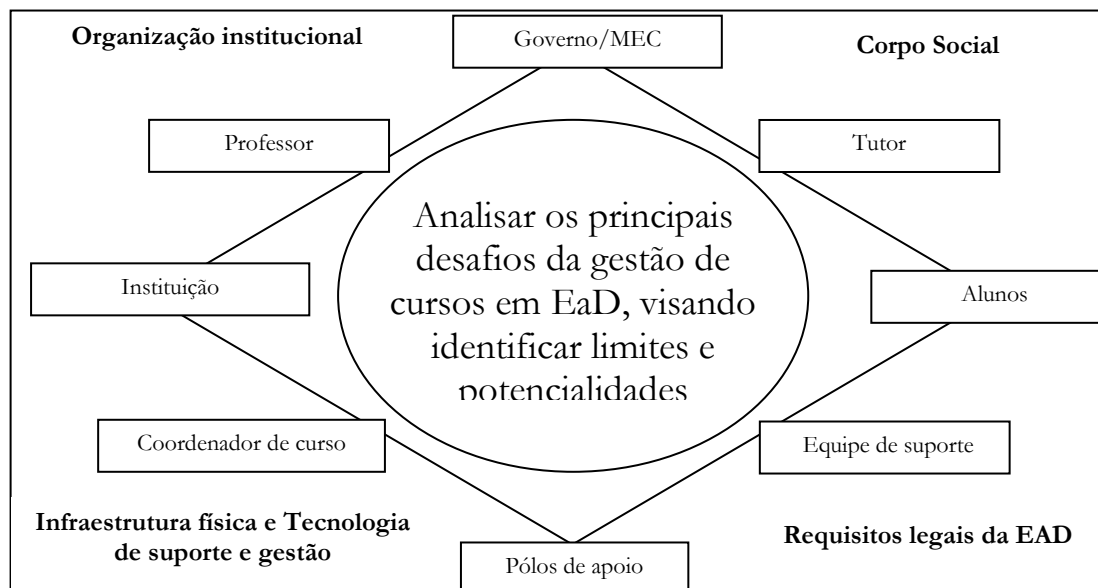 Organização institucional
Governo/MEC
Corpo Social
Professor
Tutor
Analisar os principais
desafios da gestão de
cursos em EaD, visando
identificar limites e
potencialidades
Instituição
Alunos
Coordenador de curso
Equipe de suporte
Infraestrutura física e Tecnologia
de suporte e gestão
Requisitos legais da EAD
Pólos de apoio